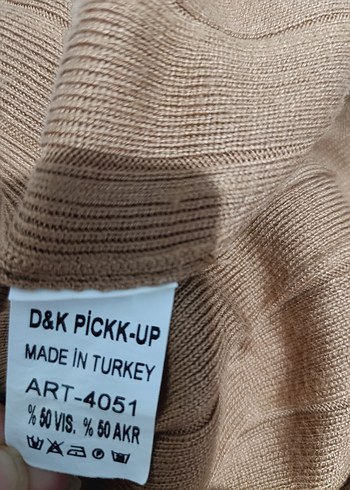 D&K PİCKK-UP
MADE İN TURKEY
ART-4051
% 50 VIS. % 50 AKR